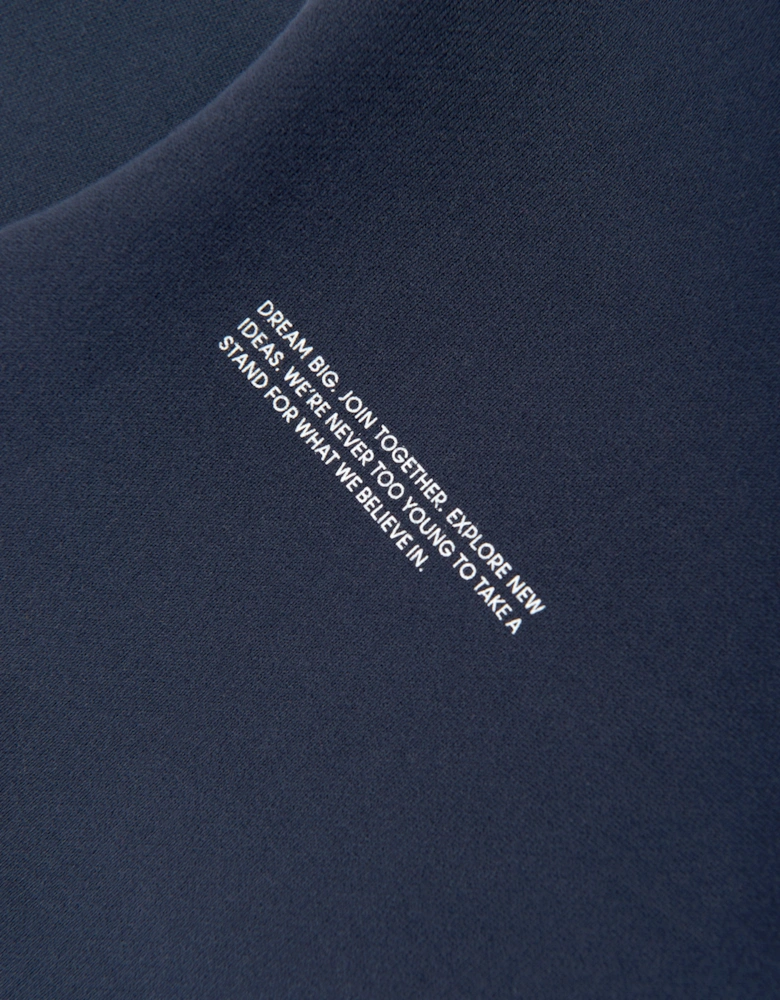 DREAM BIG. JOIN TOGETHER. EXPLORE NEW
IDEAS. WE'RE NEVER TOO YOUNG TO TAKE A
STAND FOR WHAT WE BELIEVE IN.